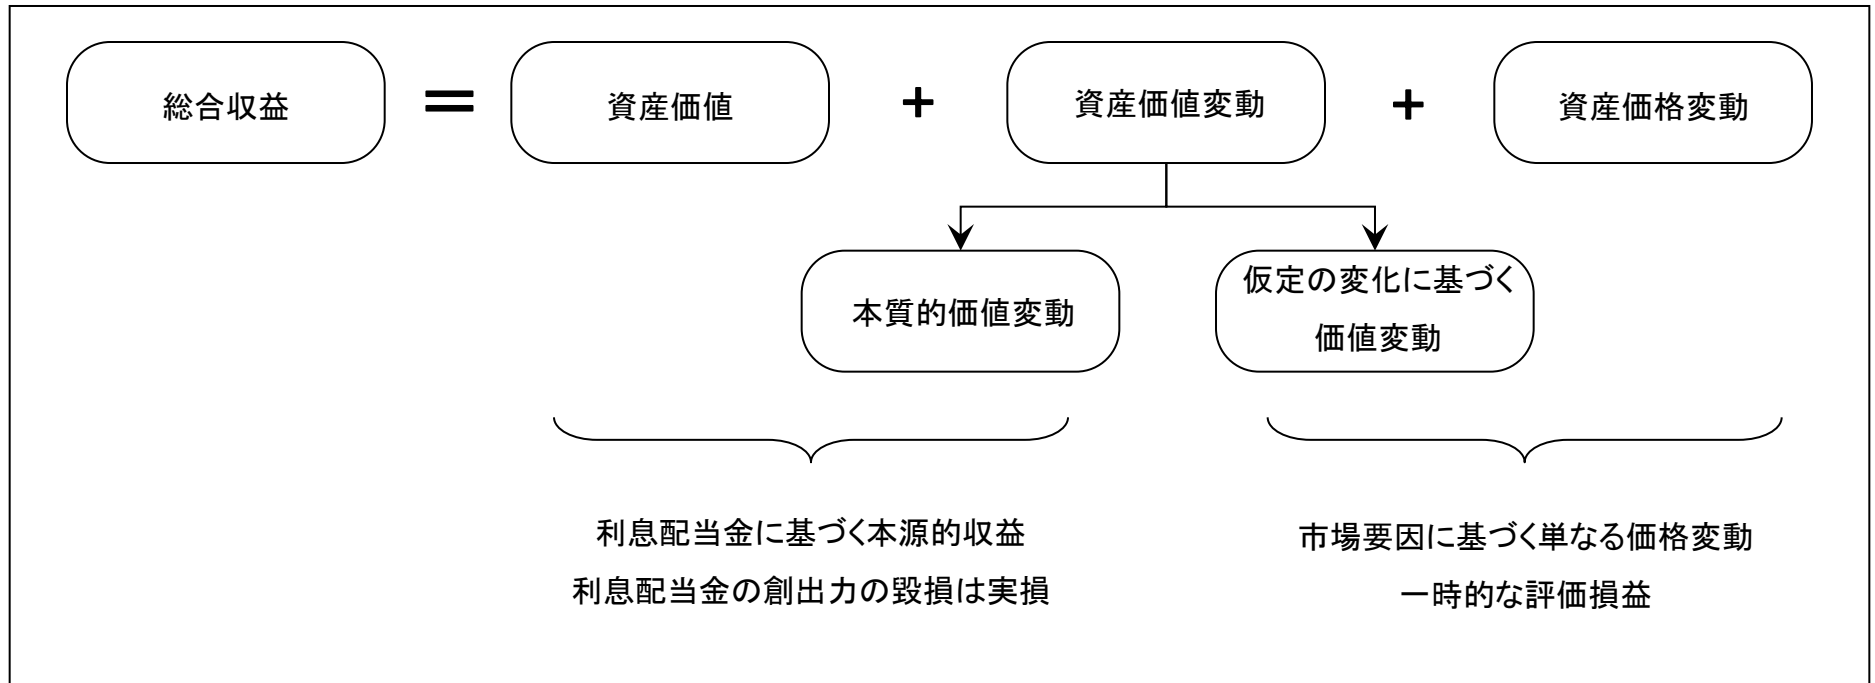 総合収益 = 資産価値 + 資産価値変動 + 資産価格変動
本質的価値変動
仮定の変化に基づく
価値変動
利息配当金に基づく本源的収益
利息配当金の創出力の毀損は実損
市場要因に基づく単なる価格変動
一時的な評価損益